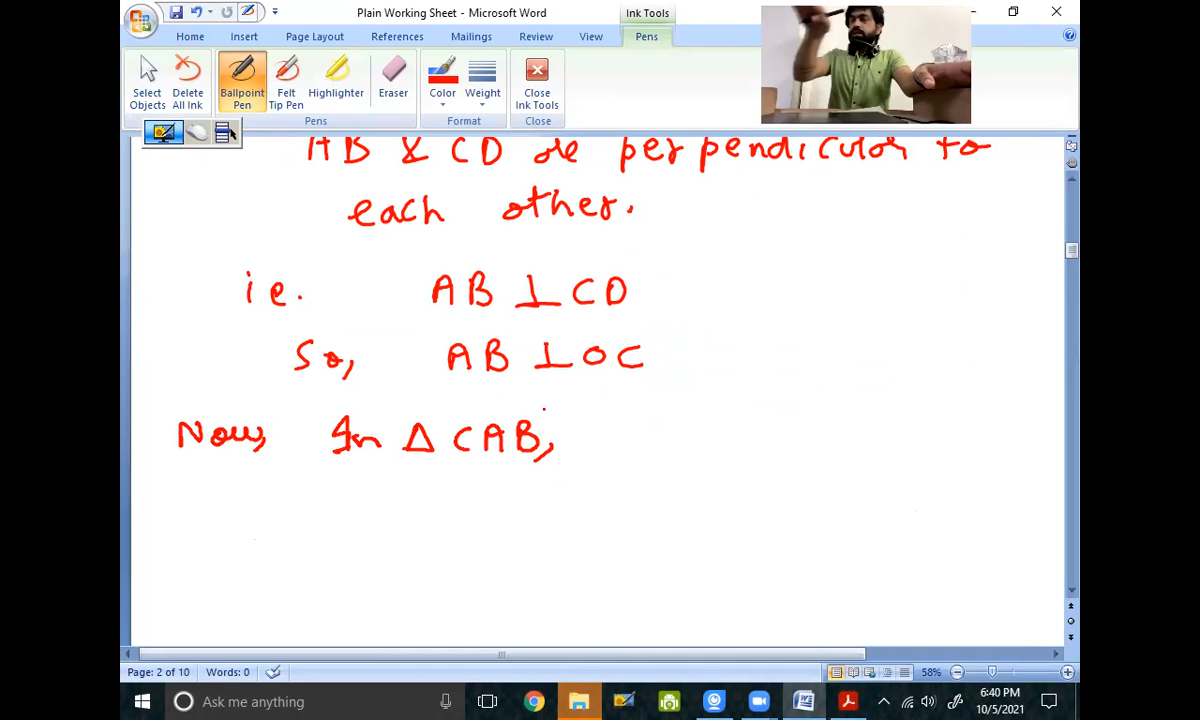 Plain Working Sheet - Microsoft Word
Ink Tools
Home Insert Page Layout References Mailings Review View Pens
Select Objects
Delete All Ink
Ballpoint Pen
Felt Tip Pen
Highlighter
Eraser
Color
Weight
Close Ink Tools
Pens Format Close
AB & CD are perpendicular to
each other.
ie. AB ⊥ CD
So, AB ⊥ OC
Now, In Δ CAB,
Page: 2 of 10 Words: 0 58%
Ask me anything
6:40 PM
10/5/2021